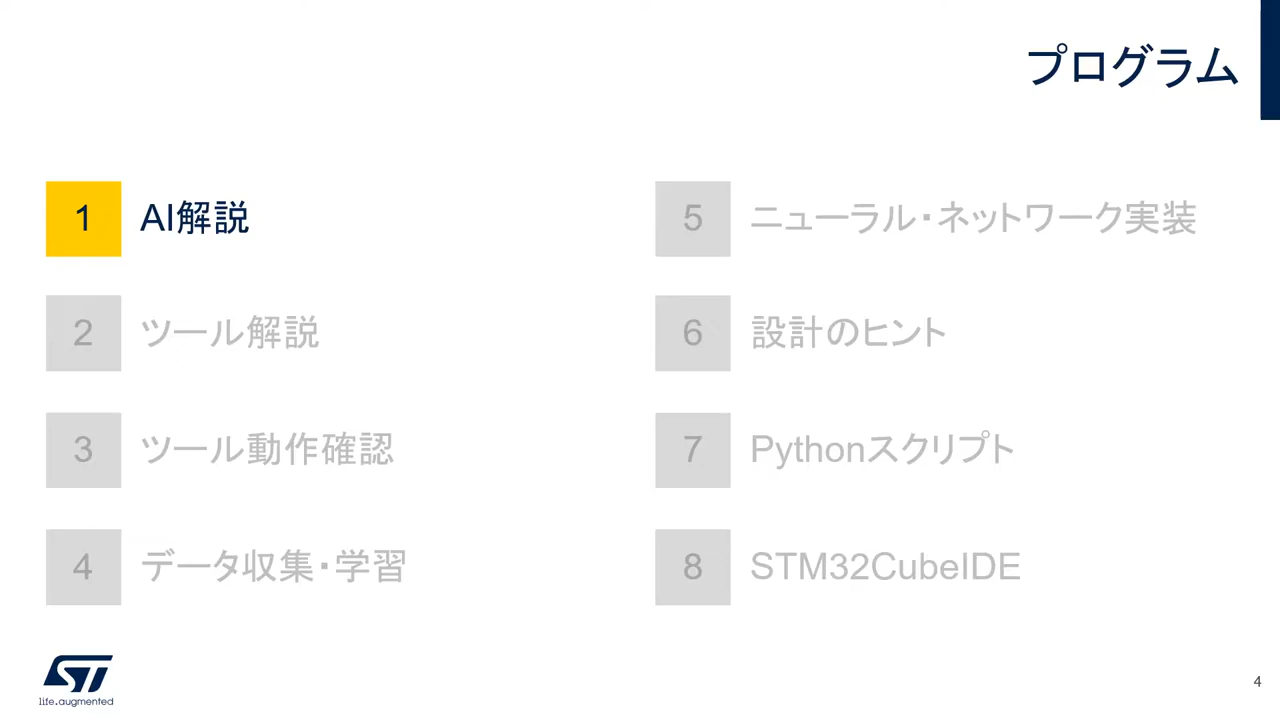 プログラム
1 AI解説
2 ツール解説
3 ツール動作確認
4 データ収集・学習
5 ニューラル・ネットワーク実装
6 設計のヒント
7 Pythonスクリプト
8 STM32CubeIDE
ST
life.augmented
4